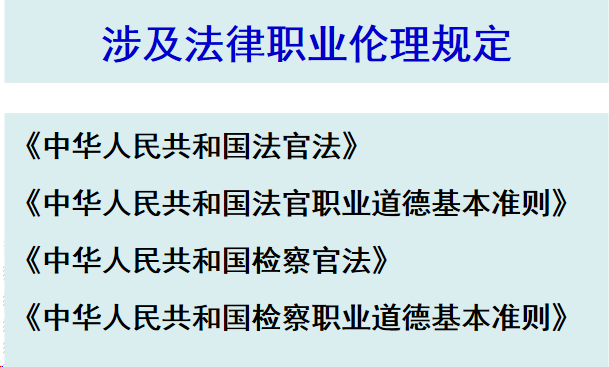 涉及法律职业伦理规定
《中华人民共和国法官法》
《中华人民共和国法官职业道德基本准则》
《中华人民共和国检察官法》
《中华人民共和国检察职业道德基本准则》